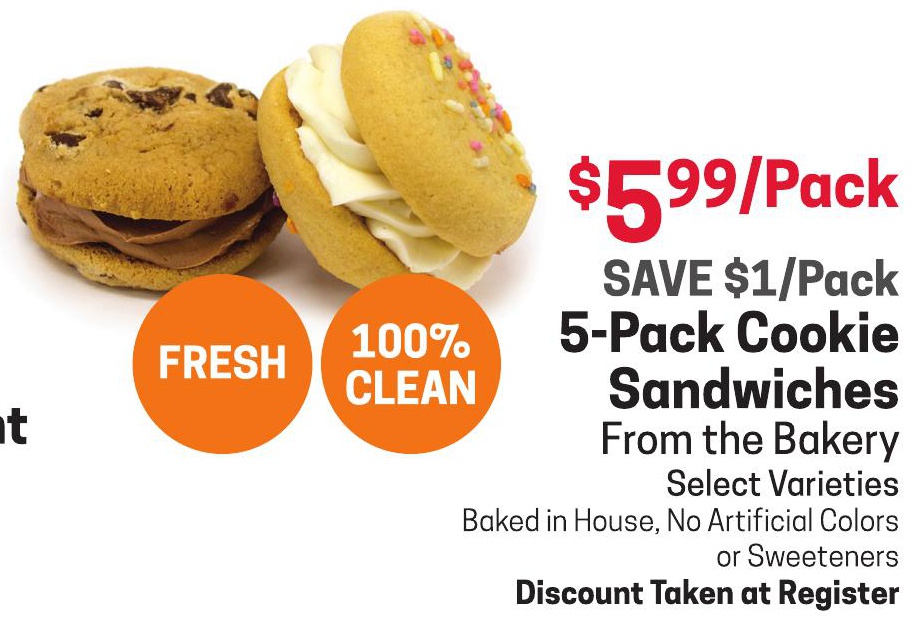 $5.99/Pack
SAVE $1/Pack
FRESH
100%
CLEAN
5-Pack Cookie
Sandwiches
From the Bakery
Select Varieties
Baked in House, No Artificial Colors
or Sweeteners
Discount Taken at Register